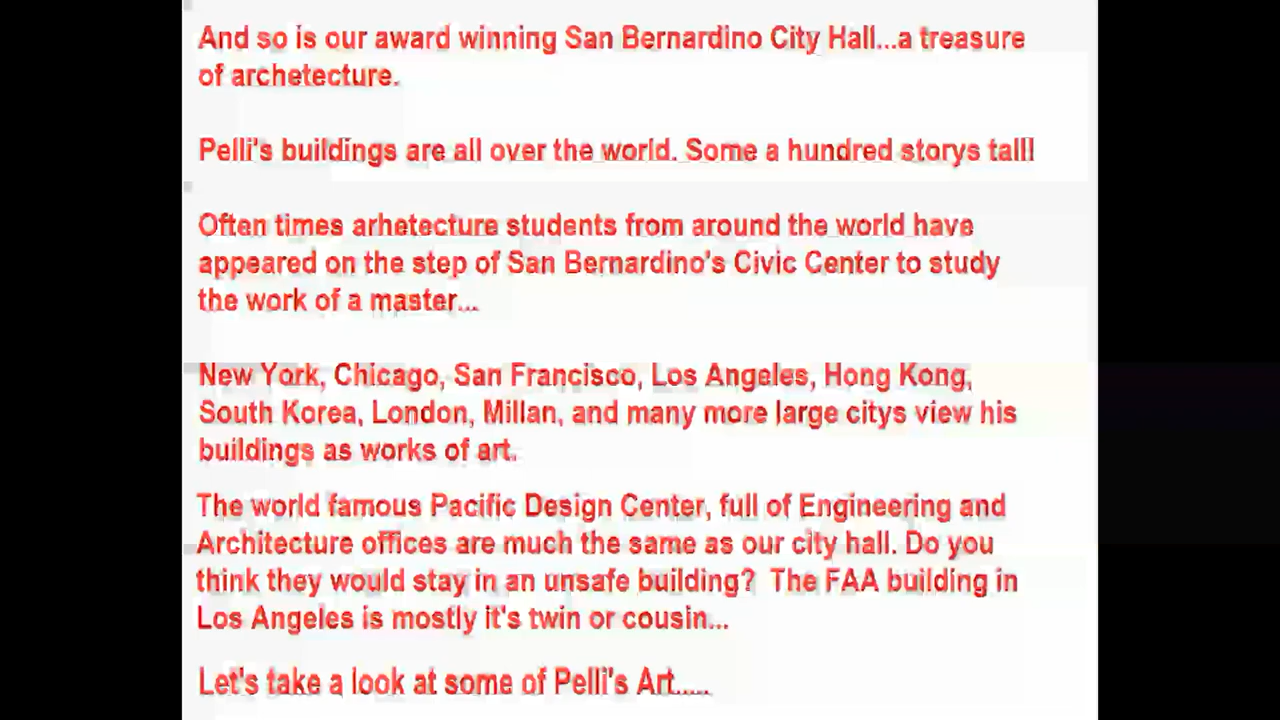 And so is our award winning San Bernardino City Hall...a treasure
of archetecture.
Pelli's buildings are all over the world. Some a hundred storys tall!
Often times arhetecture students from around the world have
appeared on the step of San Bernardino's Civic Center to study
the work of a master...
New York, Chicago, San Francisco, Los Angeles, Hong Kong,
South Korea, London, Millan, and many more large citys view his
buildings as works of art.
The world famous Pacific Design Center, full of Engineering and
Architecture offices are much the same as our city hall. Do you
think they would stay in an unsafe building?  The FAA building in
Los Angeles is mostly it's twin or cousin...
Let's take a look at some of Pelli's Art.....